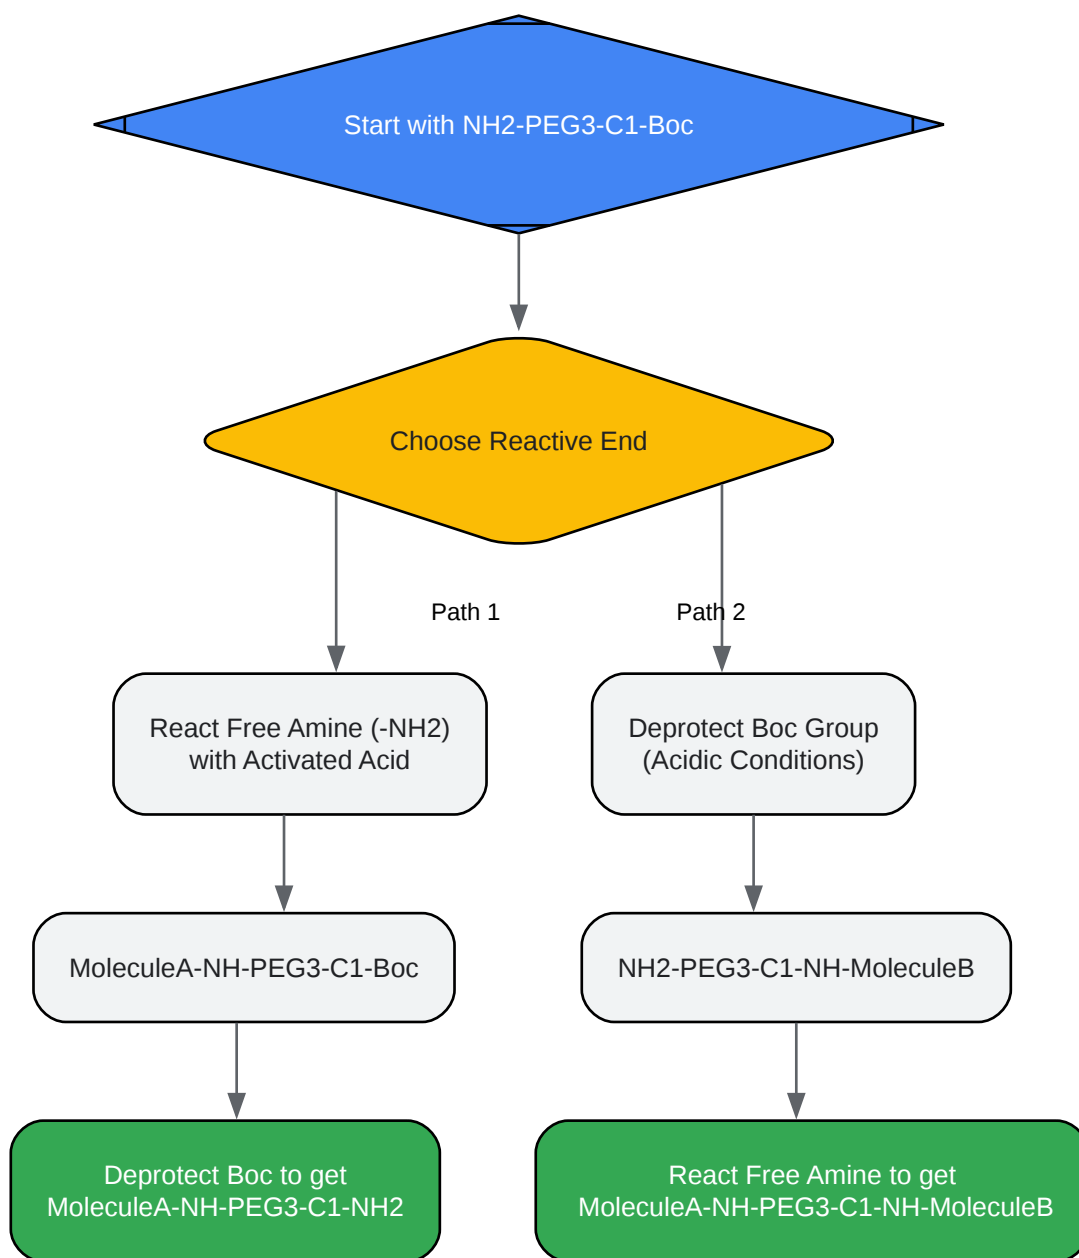 Start with NH2-PEG3-C1-Boc
Choose Reactive End
Path 1
Path 2
React Free Amine (-NH2)
with Activated Acid
Deprotect Boc Group
(Acidic Conditions)
MoleculeA-NH-PEG3-C1-Boc
NH2-PEG3-C1-NH-MoleculeB
Deprotect Boc to get
MoleculeA-NH-PEG3-C1-NH2
React Free Amine to get
MoleculeA-NH-PEG3-C1-NH-MoleculeB